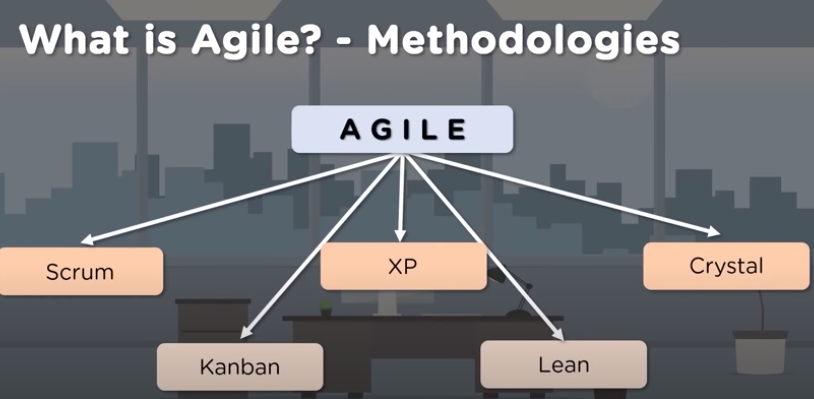 What is Agile? - Methodologies
AGILE
Scrum
XP
Crystal
Kanban
Lean